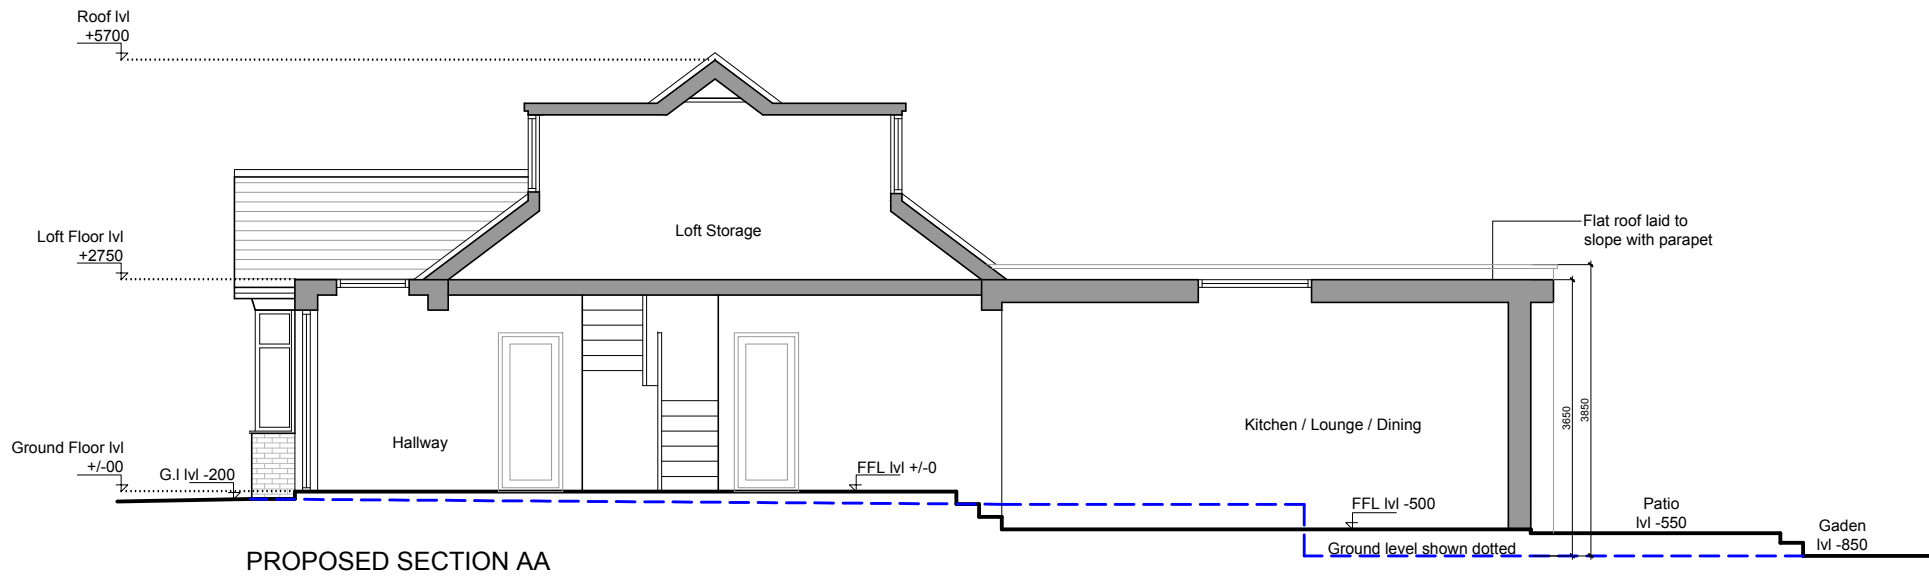 Roof lvl
+5700
Loft Storage
Flat roof laid to
slope with parapet
Loft Floor lvl
+2750
3650
3850
Kitchen / Lounge / Dining
Hallway
Ground Floor lvl
+/-00
G.l lvl -200
FFL lvl +/-0
FFL lvl -500
Patio
lvl -550
Gaden
lvl -850
Ground level shown dotted
PROPOSED SECTION AA